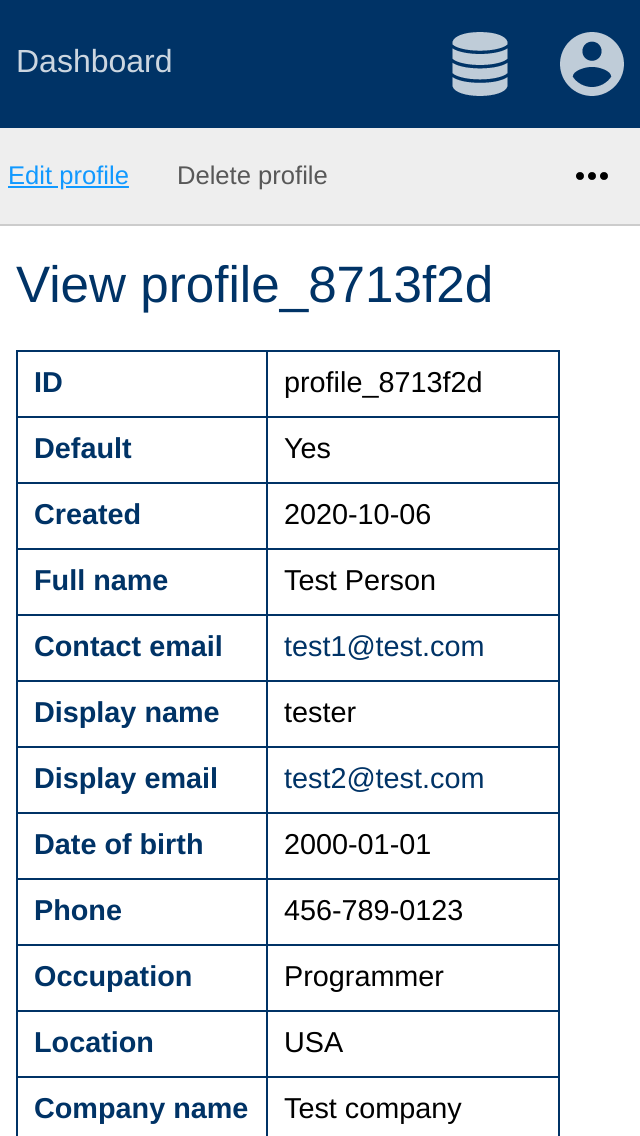 Dashboard
Edit profile Delete profile •••
View profile_8713f2d
ID profile_8713f2d
Default Yes
Created 2020-10-06
Full name Test Person
Contact email test1@test.com
Display name tester
Display email test2@test.com
Date of birth 2000-01-01
Phone 456-789-0123
Occupation Programmer
Location USA
Company name Test company